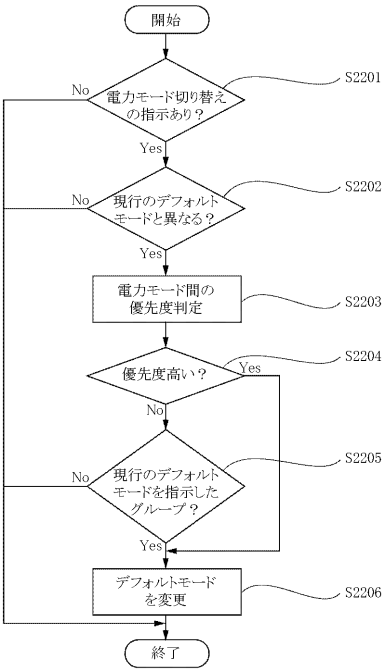 開始
S2201
No
電力モード切り替え
の指示あり?
Yes
S2202
No
現行のデフォルト
モードと異なる?
Yes
電力モード間の
優先度判定
S2203
S2204
優先度高い?
Yes
No
S2205
No
現行のデフォルト
モードを指示した
グループ?
Yes
デフォルトモード
を変更
S2206
終了